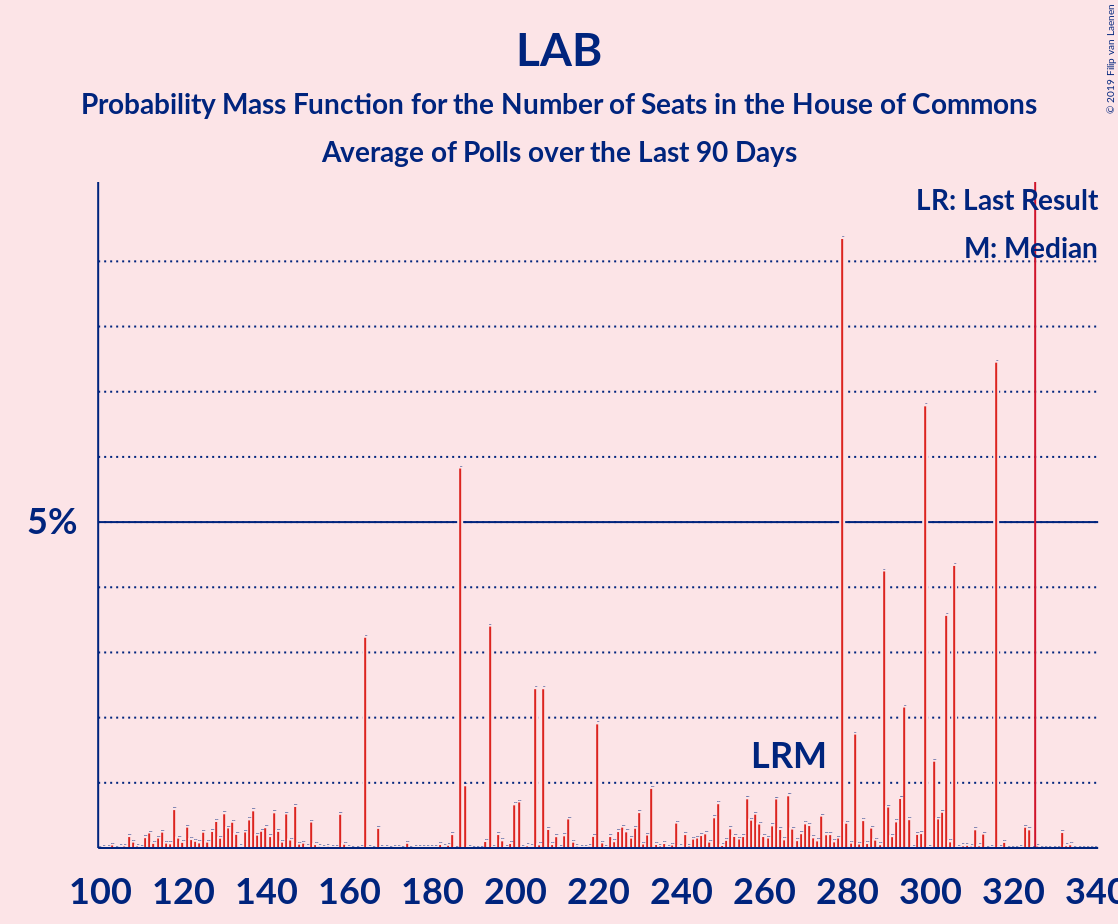 LAB
Probability Mass Function for the Number of Seats in the House of Commons
Average of Polls over the Last 90 Days
© 2019 Filip van Laenen
LR: Last Result
M: Median
5%
LRM
100 120 140 160 180 200 220 240 260 280 300 320 340